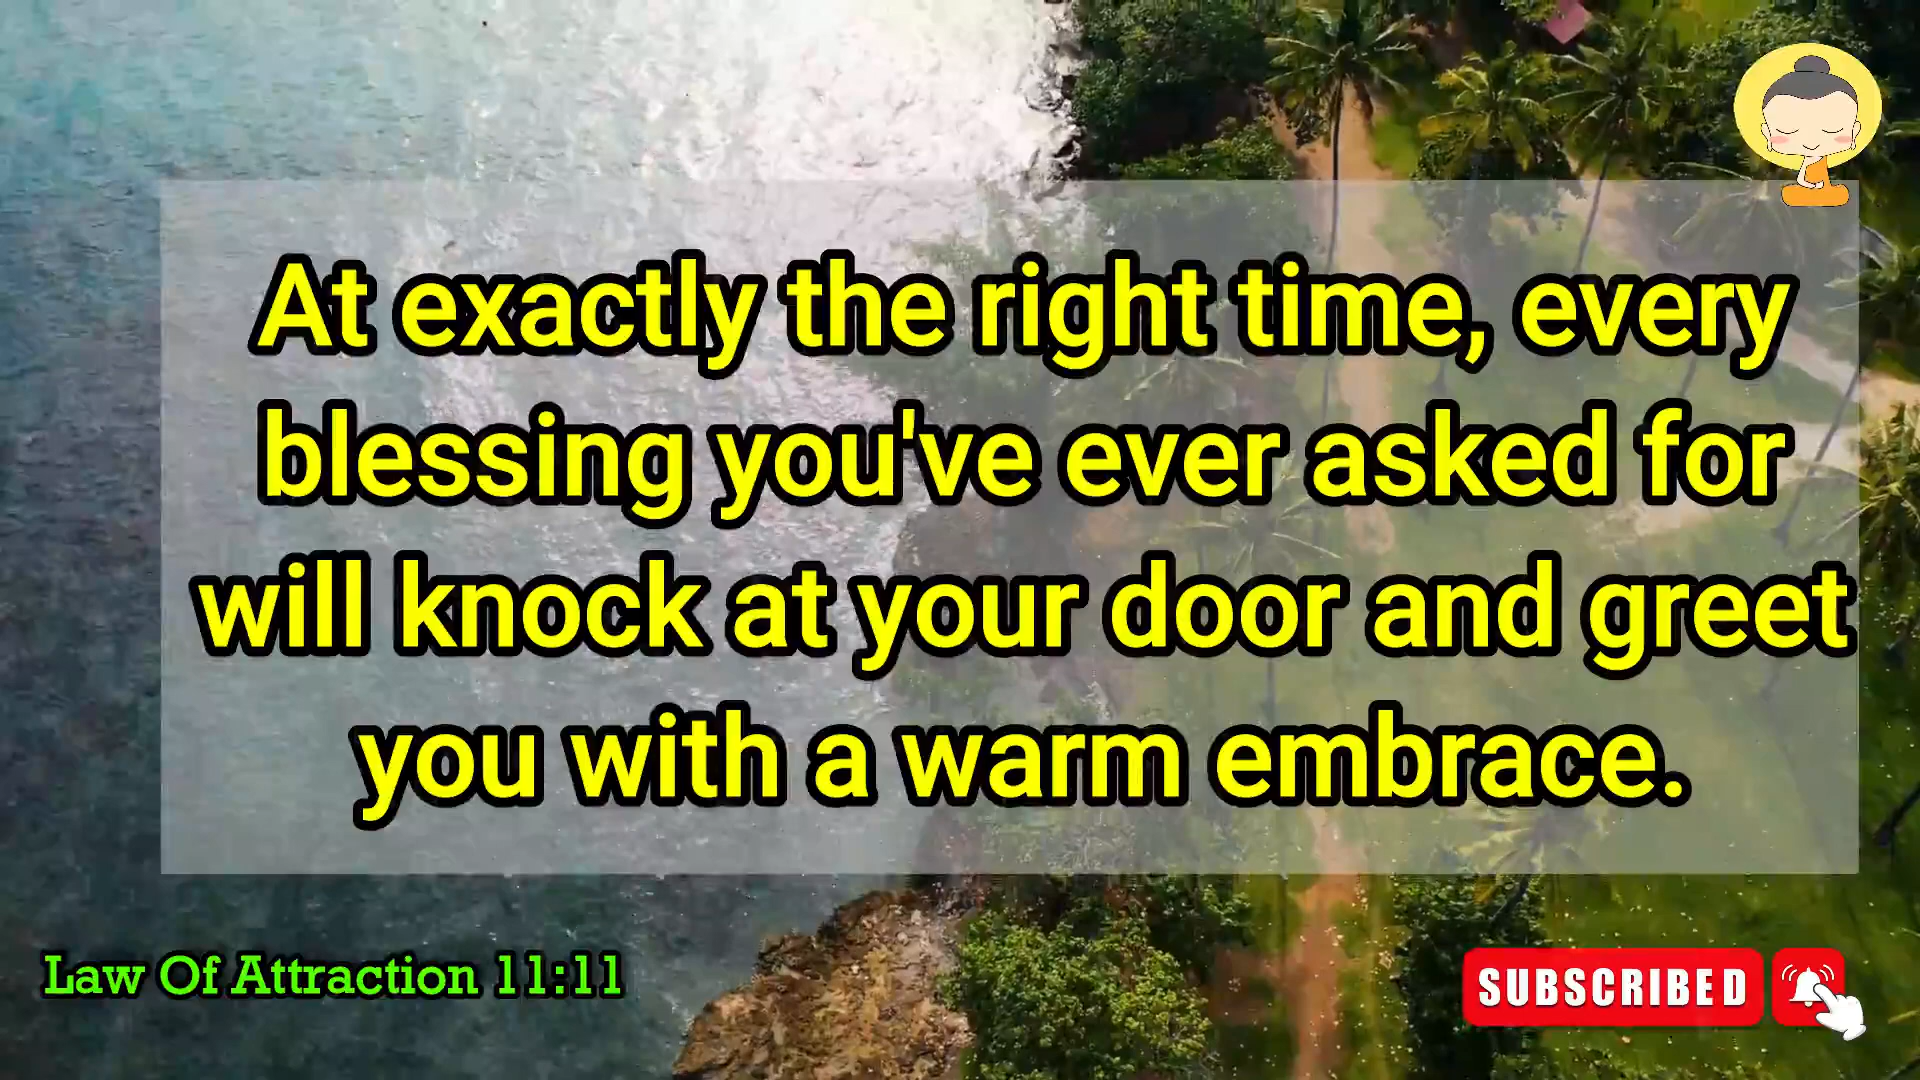 At exactly the right time, every
blessing you've ever asked for
will knock at your door and greet
you with a warm embrace.
Law Of Attraction 11:11
SUBSCRIBED